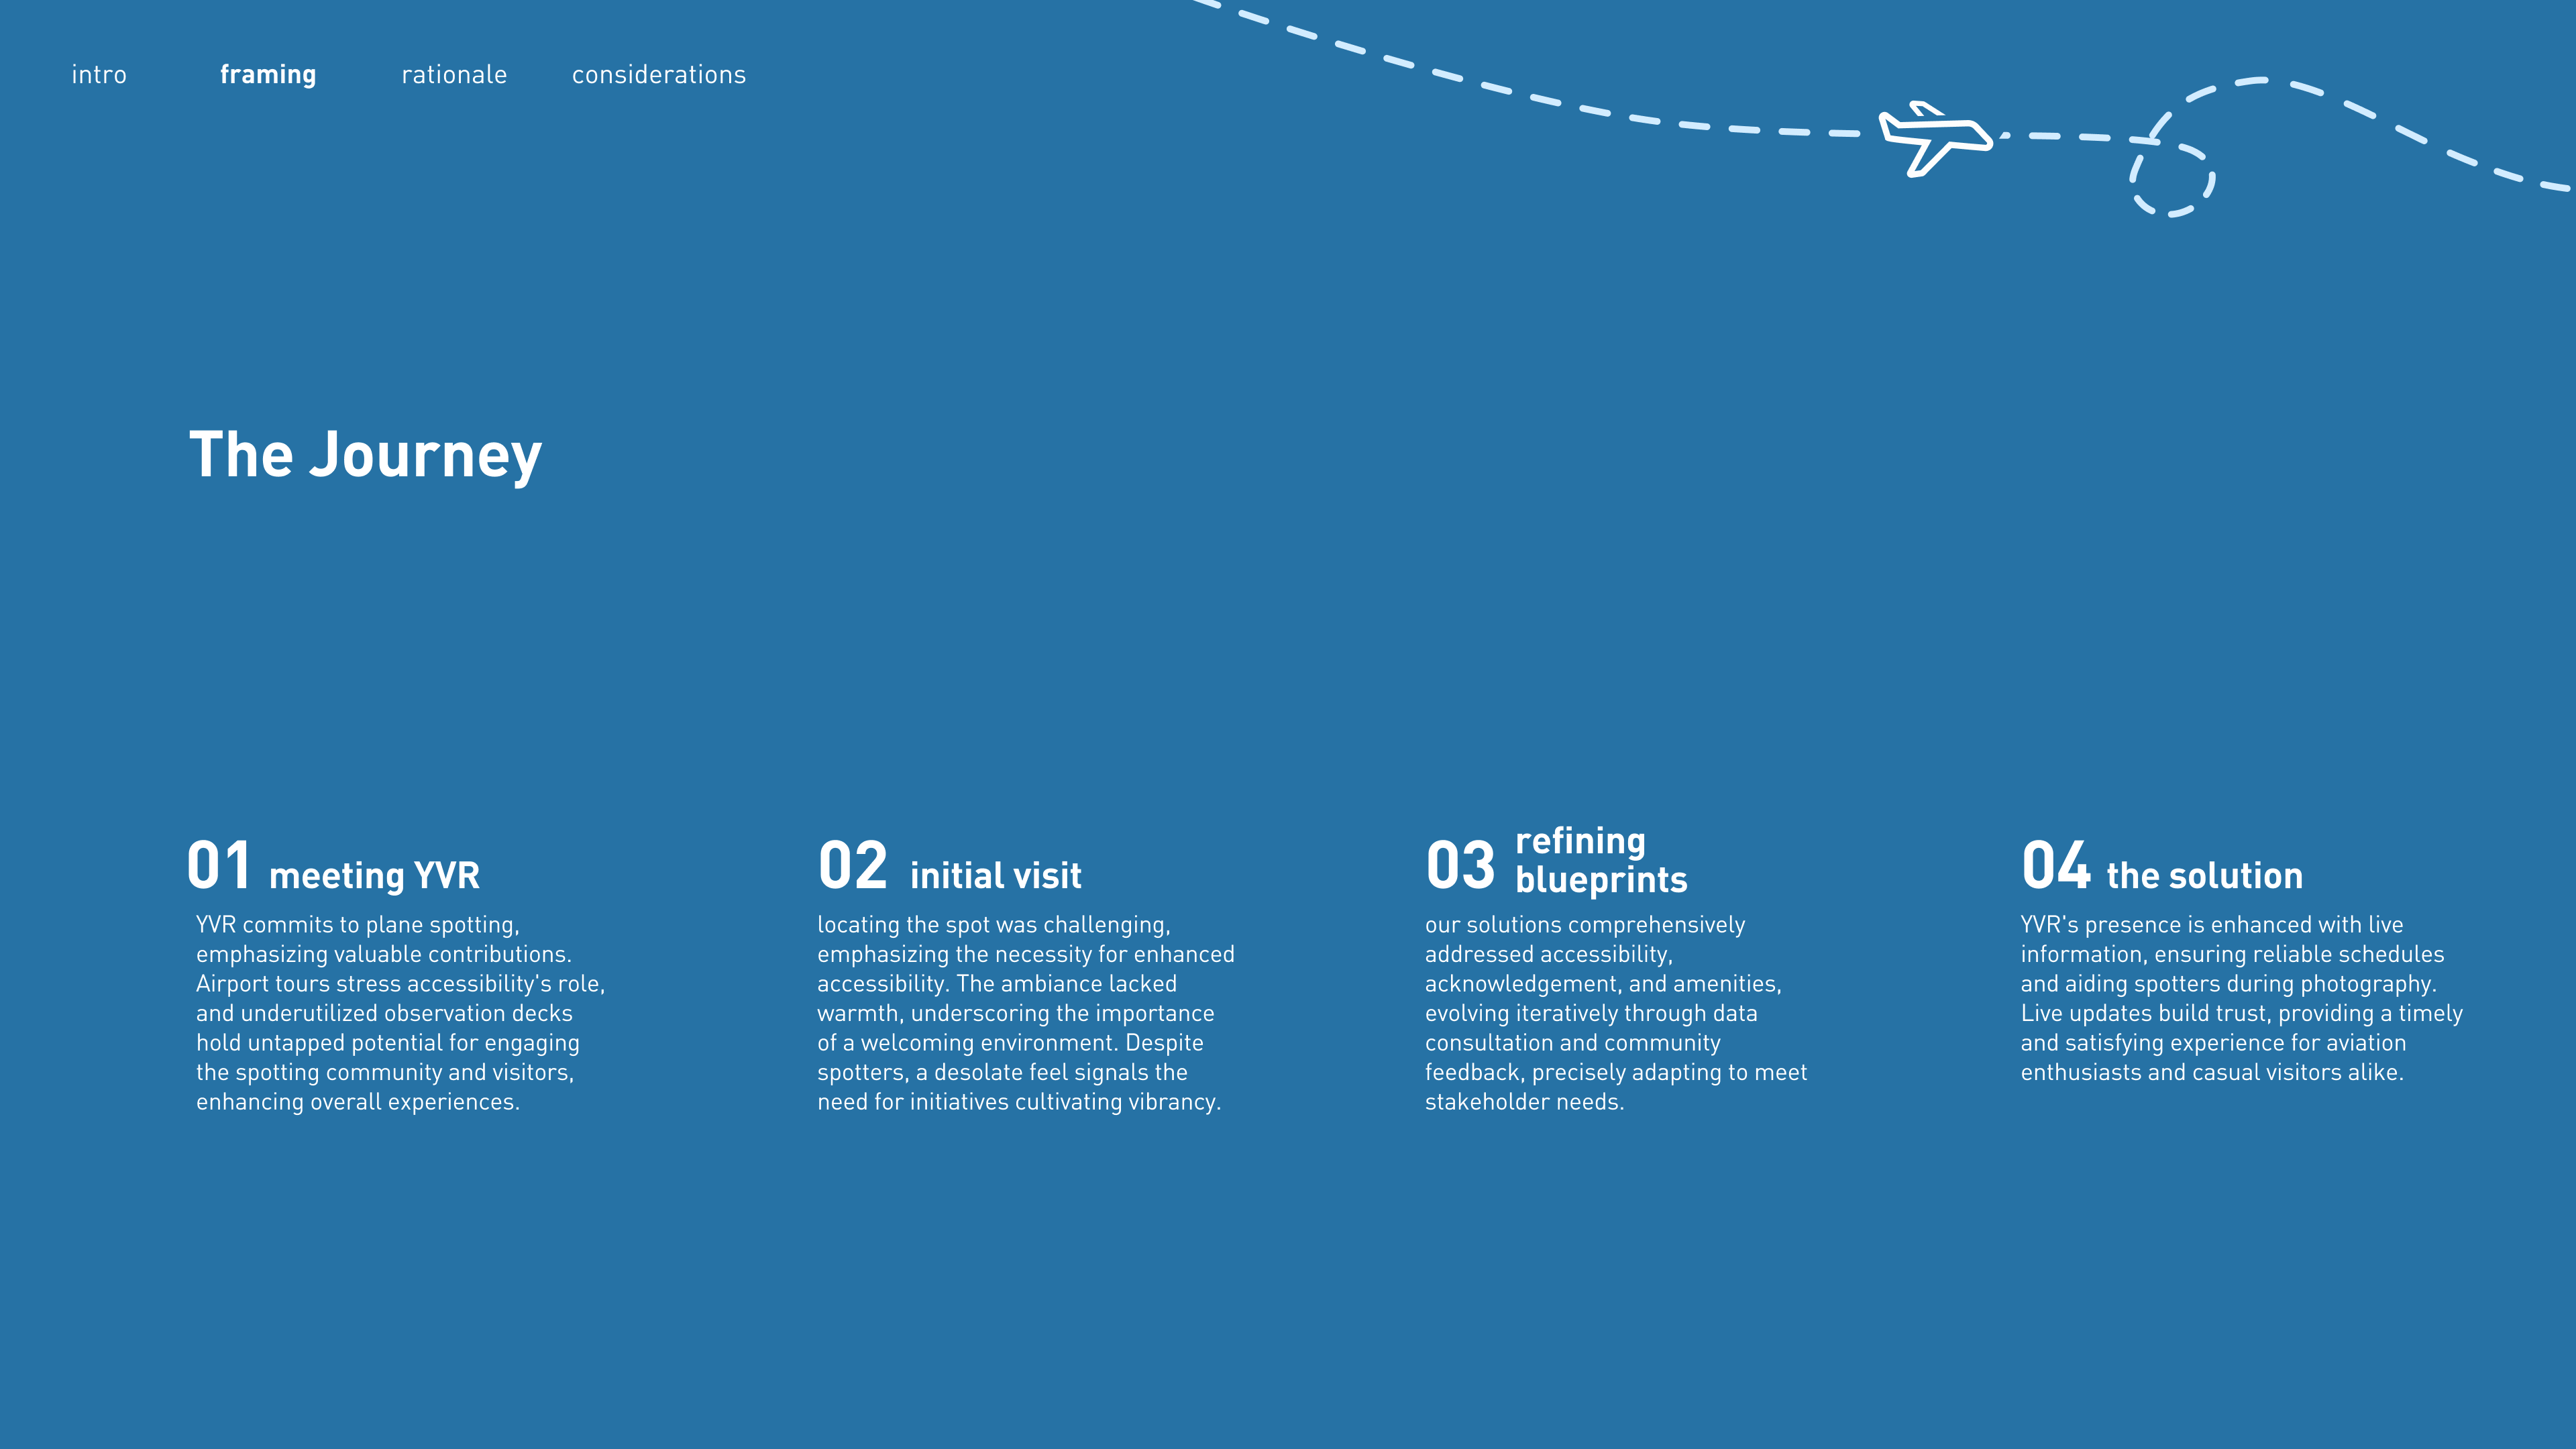 intro framing rationale considerations
The Journey
01 meeting YVR
YVR commits to plane spotting,
emphasizing valuable contributions.
Airport tours stress accessibility's role,
and underutilized observation decks
hold untapped potential for engaging
the spotting community and visitors,
enhancing overall experiences.
02 initial visit
locating the spot was challenging,
emphasizing the necessity for enhanced
accessibility. The ambiance lacked
warmth, underscoring the importance
of a welcoming environment. Despite
spotters, a desolate feel signals the
need for initiatives cultivating vibrancy.
03 refining
blueprints
our solutions comprehensively
addressed accessibility,
acknowledgement, and amenities,
evolving iteratively through data
consultation and community
feedback, precisely adapting to meet
stakeholder needs.
04 the solution
YVR's presence is enhanced with live
information, ensuring reliable schedules
and aiding spotters during photography.
Live updates build trust, providing a timely
and satisfying experience for aviation
enthusiasts and casual visitors alike.